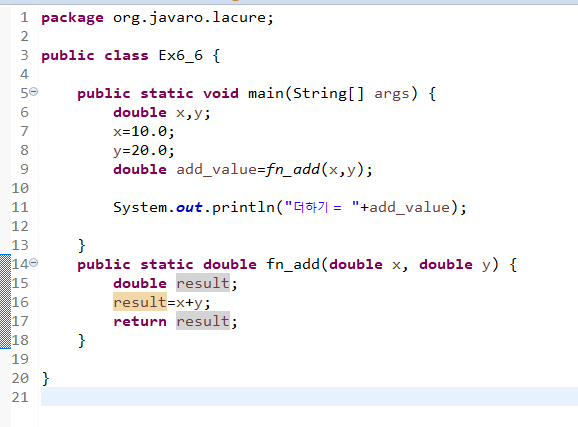 1 package org.javaro.lacure;
2
3 public class Ex6_6 {
4
5 public static void main(String[] args) {
6 double x,y;
7 x=10.0;
8 y=20.0;
9 double add_value=fn_add(x,y);
10
11 System.out.println("더하기 = "+add_value);
12
13 }
14 public static double fn_add(double x, double y) {
15 double result;
16 result=x+y;
17 return result;
18 }
19
20 }
21